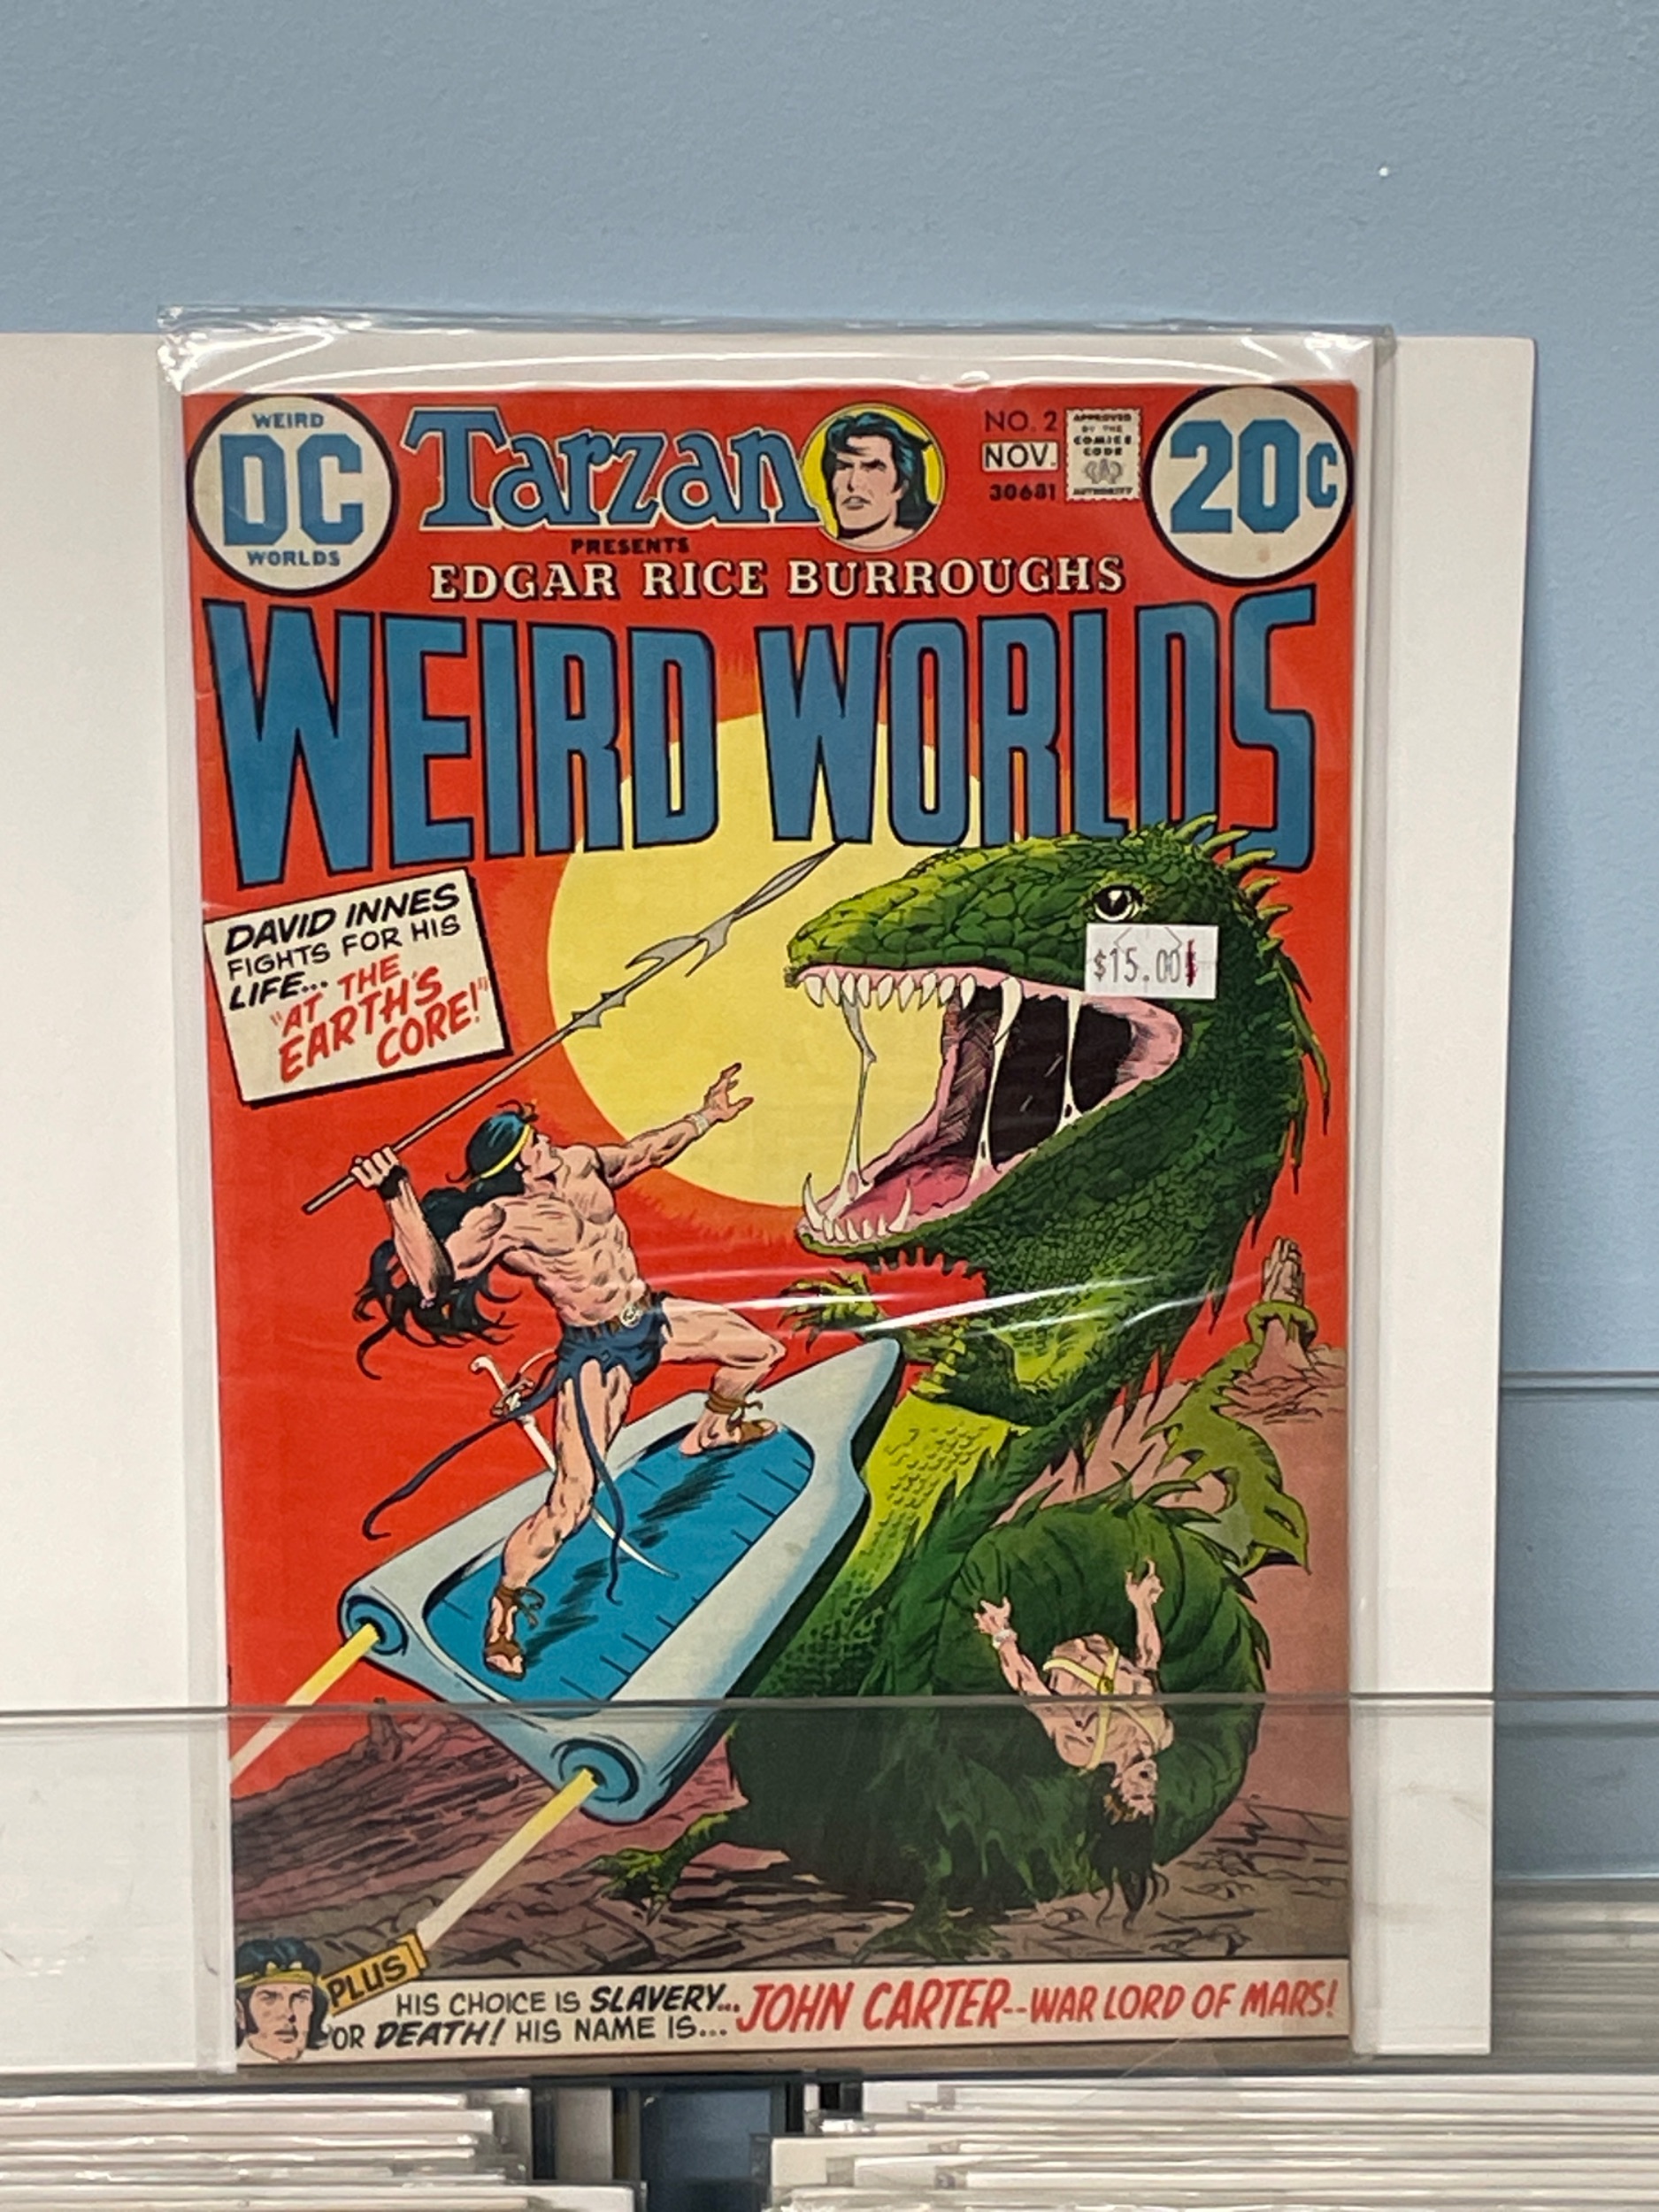 WEIRD
DC
WORLDS
Tarzan
PRESENTS
EDGAR RICE BURROUGHS
NO. 2
NOV.
30681
APPROVED
BY THE
COMICS
CODE
AUTHORITY
20¢
WEIRD WORLDS
DAVID INNES
FIGHTS FOR HIS
LIFE... "AT THE
EARTH'S
CORE!"
$15.00
PLUS
HIS CHOICE IS SLAVERY...
OR DEATH! HIS NAME IS...
JOHN CARTER--WAR LORD OF MARS!